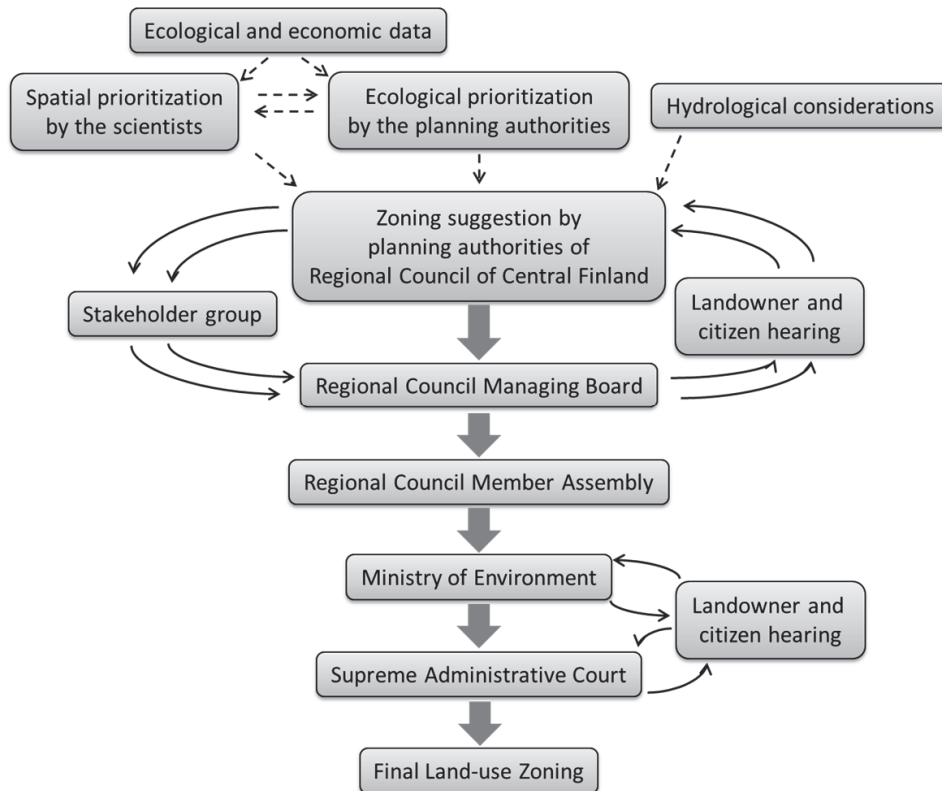 Ecological and economic data
Spatial prioritization
by the scientists
Ecological prioritization
by the planning authorities
Hydrological considerations
Zoning suggestion by
planning authorities of
Regional Council of Central Finland
Stakeholder group
Landowner and
citizen hearing
Regional Council Managing Board
Regional Council Member Assembly
Ministry of Environment
Landowner and
citizen hearing
Supreme Administrative Court
Final Land-use Zoning